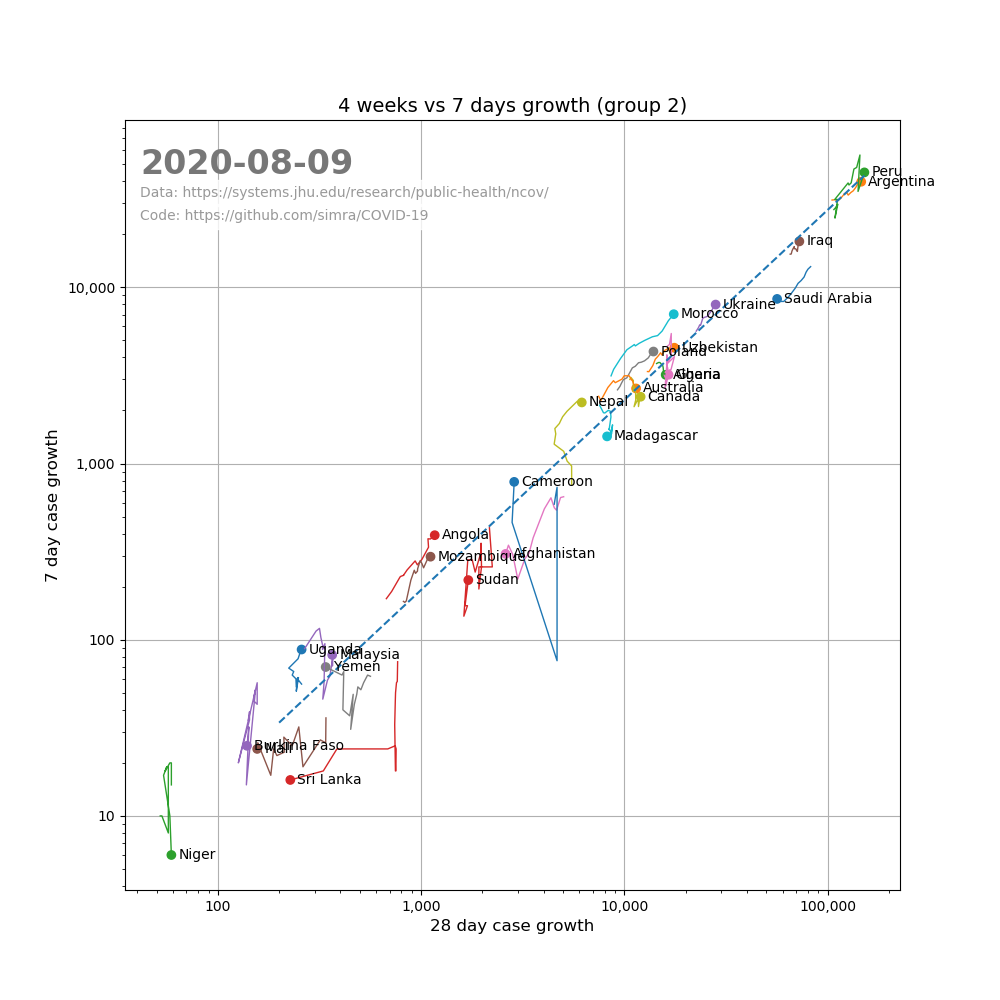 4 weeks vs 7 days growth (group 2)
2020-08-09
Data: https://systems.jhu.edu/research/public-health/ncov/
Code: https://github.com/simra/COVID-19
Peru
Argentina
Iraq
10,000
Saudi Arabia
Ukraine
Morocco
Uzbekistan
Poland
Ghana
Algeria
Australia
Canada
Nepal
Madagascar
1,000
Cameroon
Angola
Afghanistan
Mozambique
Sudan
7 day case growth
100
Uganda
Malaysia
Yemen
Burkina Faso
Mali
Sri Lanka
10
Niger
100
1,000
10,000
100,000
28 day case growth